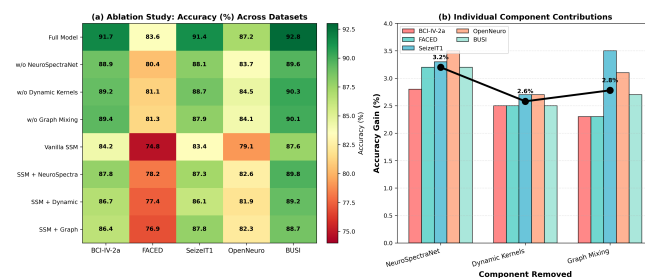 (a) Ablation Study: Accuracy (%) Across Datasets
Full Model 91.7 83.6 91.4 87.2 92.8
w/o NeuroSpectraNet 88.9 80.4 88.1 83.7 89.6
w/o Dynamic Kernels 89.2 81.1 88.7 84.5 90.3
w/o Graph Mixing 89.4 81.3 87.9 84.1 90.1
Vanilla SSM 84.2 74.8 83.4 79.1 87.6
SSM + NeuroSpectra 87.8 78.2 87.3 82.6 89.8
SSM + Dynamic 86.7 77.4 86.1 81.9 89.2
SSM + Graph 86.4 76.9 87.8 82.3 88.7
BCI-IV-2a FACED SeizeIT1 OpenNeuro BUSI
92.5
90.0
87.5
85.0
82.5
80.0
77.5
75.0
Accuracy (%)
(b) Individual Component Contributions
BCI-IV-2a OpenNeuro
FACED BUSI
SeizeIT1
4.0
3.5
3.0
2.5
2.0
1.5
1.0
0.5
0.0
Accuracy Gain (%)
3.2%
2.6%
2.8%
NeuroSpectraNet
Dynamic Kernels
Graph Mixing
Component Removed